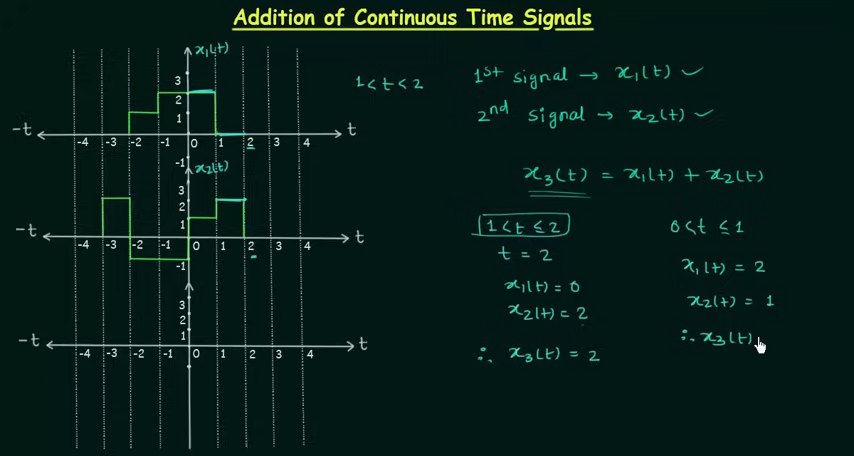 Addition of Continuous Time Signals
x₁(t)
3
2
1
-t -4 -3 -2 -1 0 1 2 3 4 t
-1
x₂(t)
3
2
1
-t -4 -3 -2 -1 0 1 2 3 4 t
-1
3
2
1
-t -4 -3 -2 -1 0 1 2 3 4 t
1 < t < 2
1st signal → x₁(t) ✓
2nd signal → x₂(t) ✓
x₃(t) = x₁(t) + x₂(t)
1 < t ≤ 2
t = 2
x₁(t) = 0
x₂(t) = 2
∴ x₃(t) = 2
0 < t ≤ 1
x₁(t) = 2
x₂(t) = 1
∴ x₃(t)